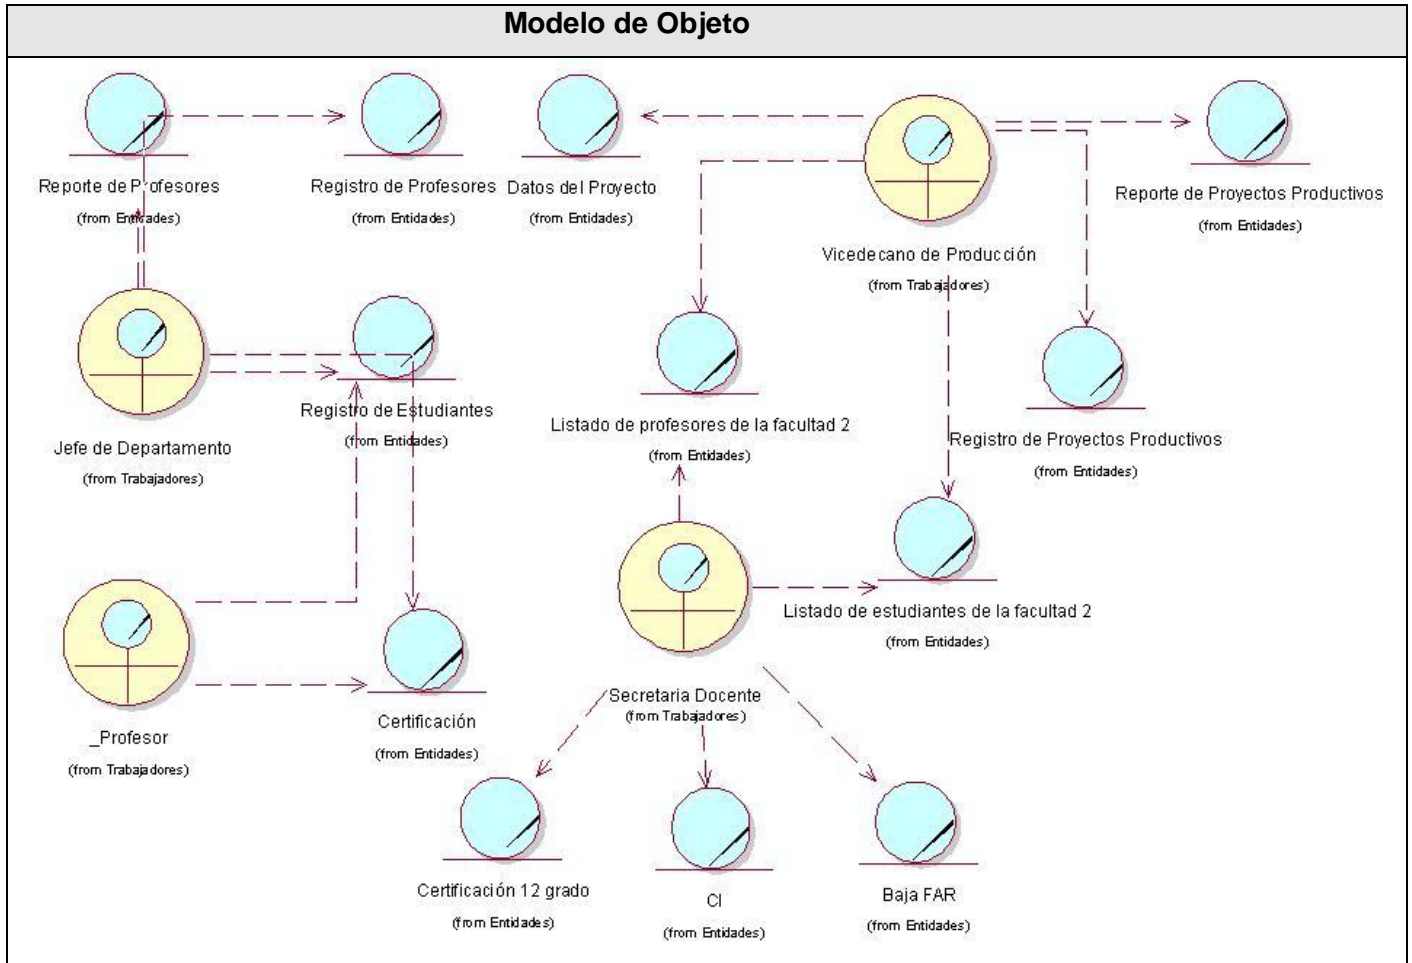 Modelo de Objeto
Reporte de Profesores
(from Entidades)
Registro de Profesores
(from Entidades)
Datos del Proyecto
(from Entidades)
Vicedecano de Producción
(from Trabajadores)
Reporte de Proyectos Productivos
(from Entidades)
Jefe de Departamento
(from Trabajadores)
Registro de Estudiantes
(from Entidades)
Listado de profesores de la facultad 2
(from Entidades)
Registro de Proyectos Productivos
(from Entidades)
_Profesor
(from Trabajadores)
Certificación
(from Entidades)
Secretaria Docente
(from Trabajadores)
Listado de estudiantes de la facultad 2
(from Entidades)
Certificación 12 grado
(from Entidades)
CI
(from Entidades)
Baja FAR
(from Entidades)